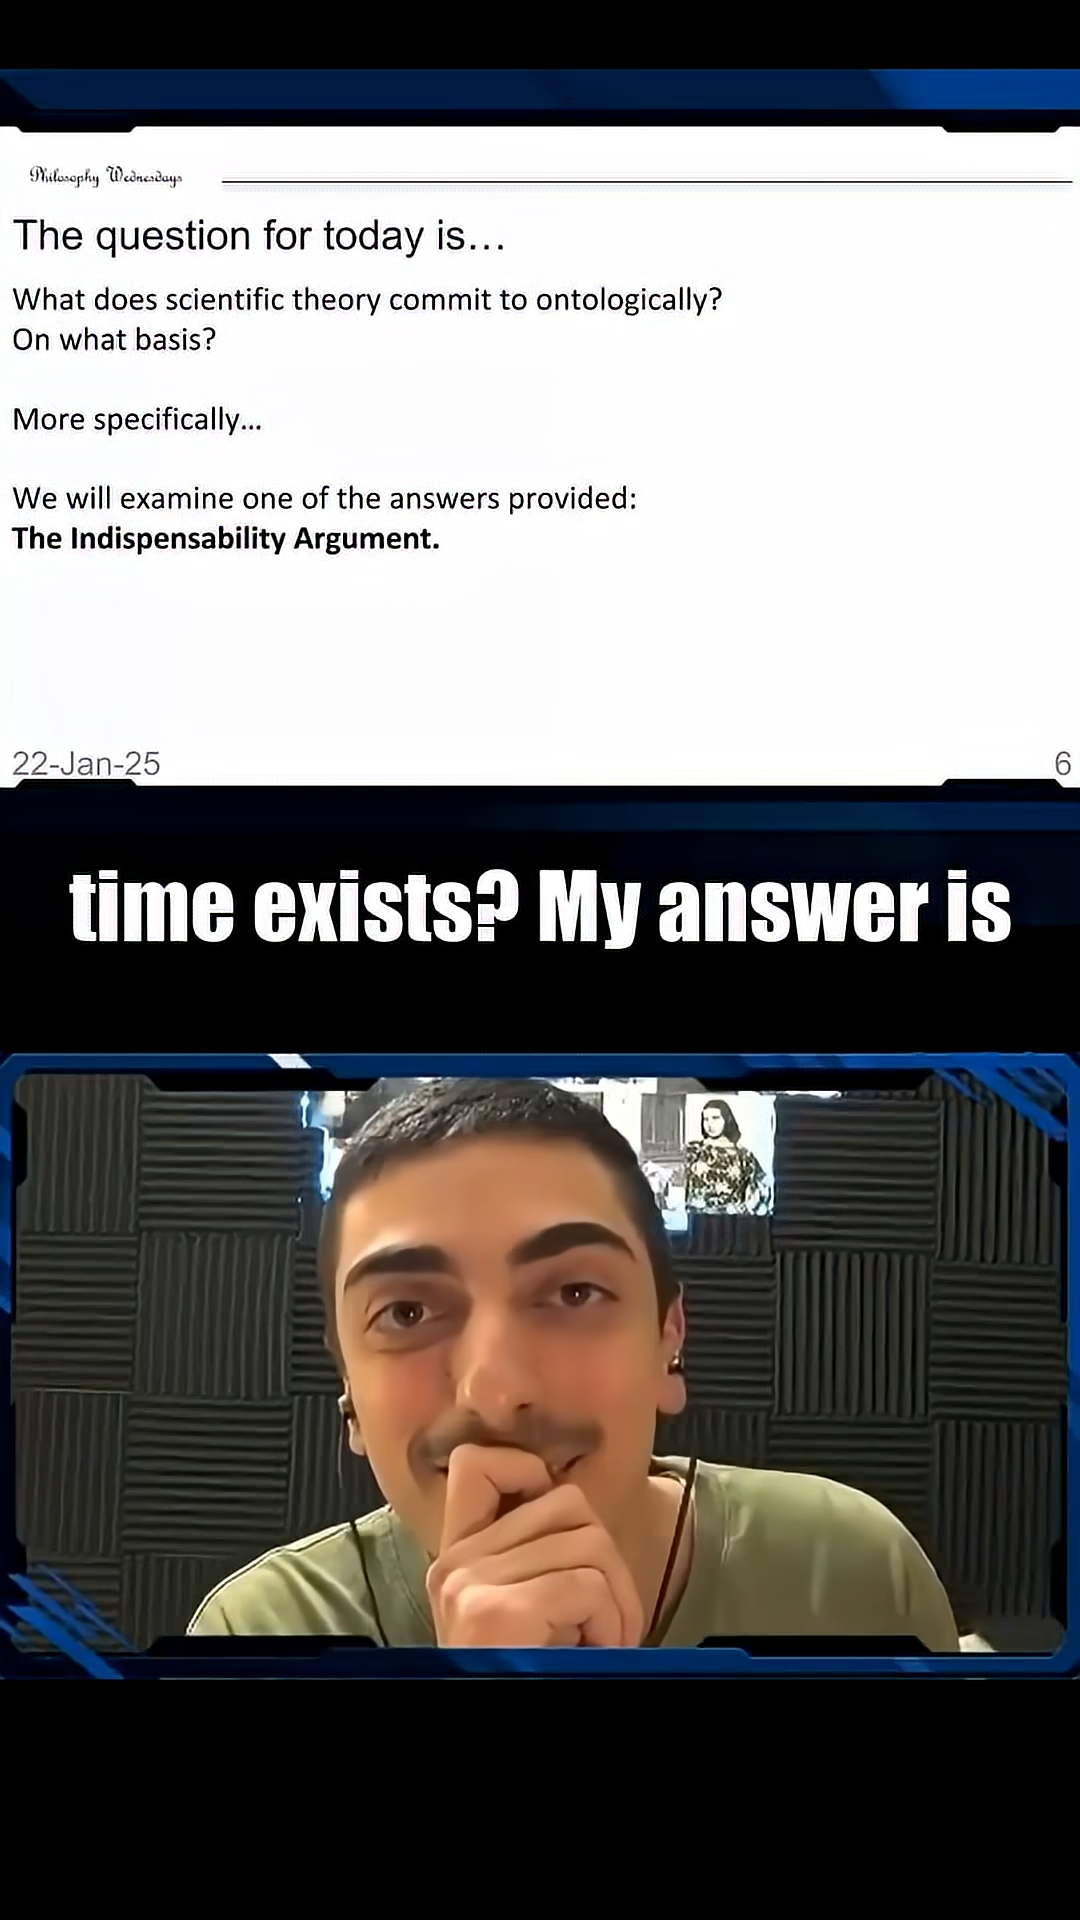 Philosophy Wednesdays
The question for today is...
What does scientific theory commit to ontologically?
On what basis?
More specifically...
We will examine one of the answers provided:
The Indispensability Argument.
22-Jan-25
6
time exists? My answer is